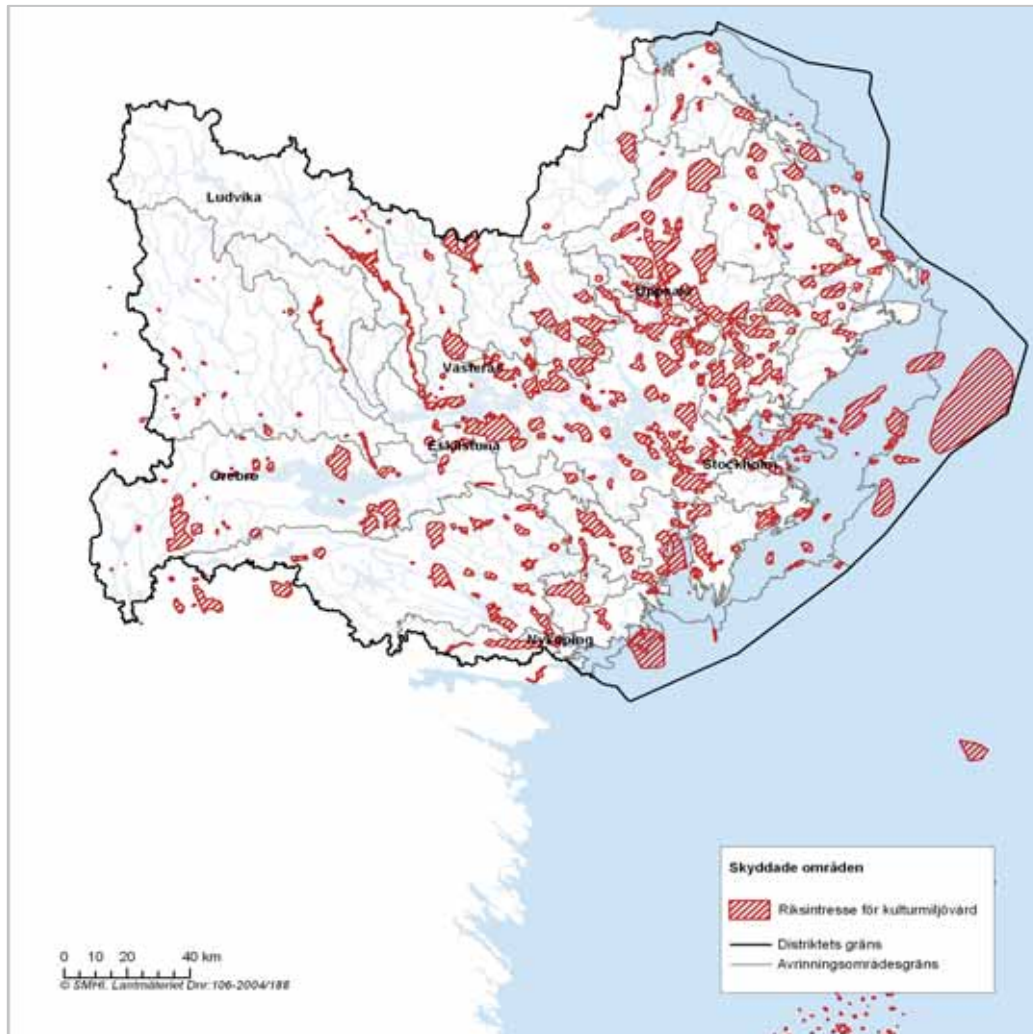 Ludvika
Uppsala
Västerås
Eskilstuna
Örebro
Stockholm
Nyköping
Skyddade områden
Riksintresse för kulturmiljövård
Distriktets gräns
Avrinningsområdesgräns
0 10 20 40 km
© SMHI. Lantmäteriet Dnr:106-2004/188